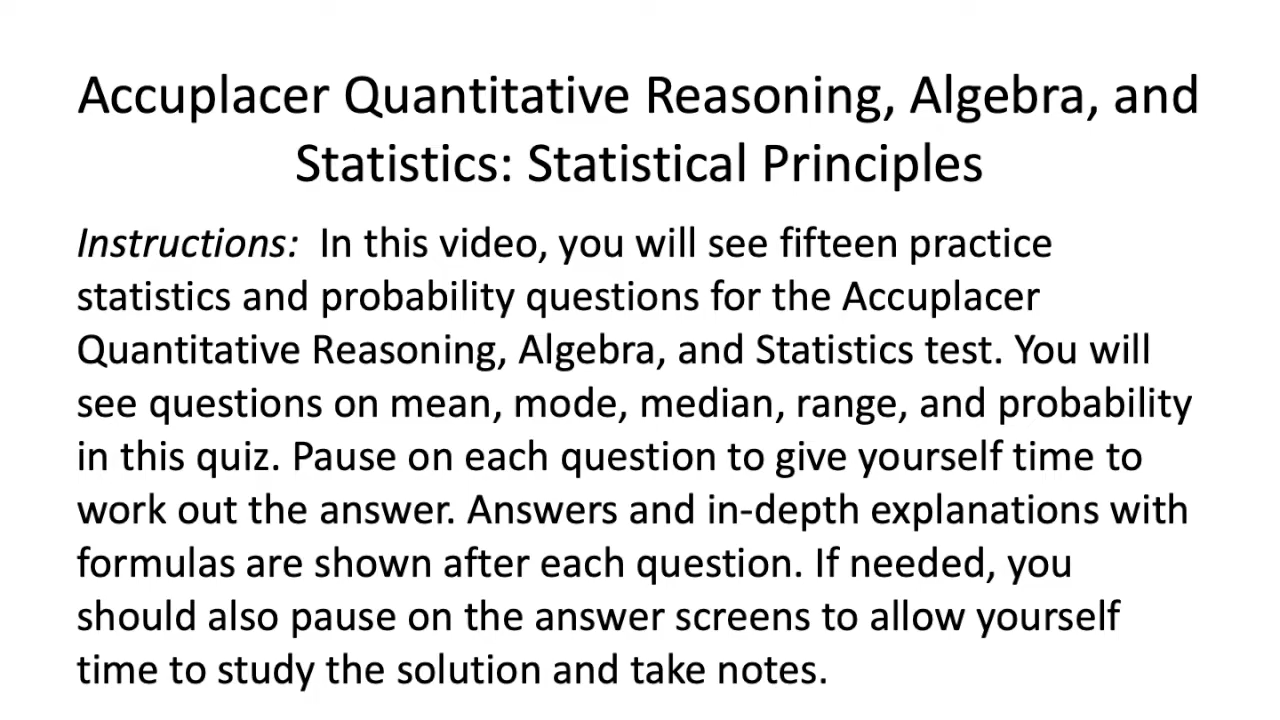 Accuplacer Quantitative Reasoning, Algebra, and
Statistics: Statistical Principles
Instructions: In this video, you will see fifteen practice
statistics and probability questions for the Accuplacer
Quantitative Reasoning, Algebra, and Statistics test. You will
see questions on mean, mode, median, range, and probability
in this quiz. Pause on each question to give yourself time to
work out the answer. Answers and in-depth explanations with
formulas are shown after each question. If needed, you
should also pause on the answer screens to allow yourself
time to study the solution and take notes.